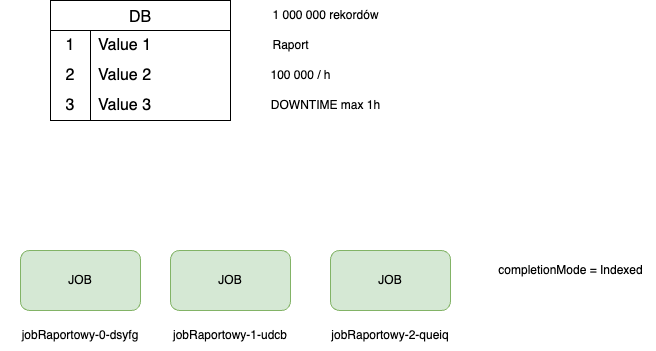 DB
1 000 000 rekordów
1 Value 1
Raport
2 Value 2
100 000 / h
3 Value 3
DOWNTIME max 1h
JOB
JOB
JOB
completionMode = Indexed
jobRaportowy-0-dsyfg
jobRaportowy-1-udcb
jobRaportowy-2-queiq